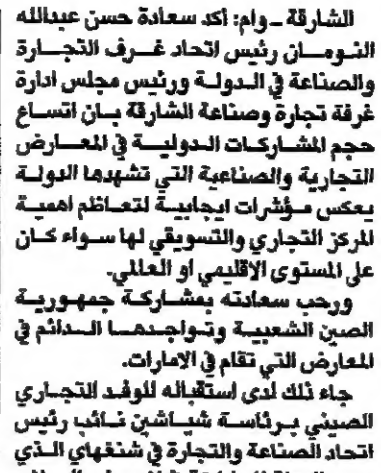 الشارقة ـ وام: أكد سعادة حسن عبدالله
النومان رئيس اتحاد غرف التجارة
والصناعة في الدولة ورئيس مجلس ادارة
غرفة تجارة وصناعة الشارقة بان اتساع
حجم المشاركات الدولية في المعارض
التجارية والصناعية التي تشهدها الدولة
يعكس مؤشرات ايجابية لتعاظم اهمية
المركز التجاري والتسويقي لها سواء كان
على المستوى الاقليمي او العالمي.
ورحب سعادته بمشاركة جمهورية
الصين الشعبية وتواجدها الدائم في
المعارض التي تقام في الامارات.
جاء ذلك لدى استقباله للوفد التجاري
الصيني برئاسة شياشين نائب رئيس
اتحاد الصناعة والتجارة في شنغهاي الذي